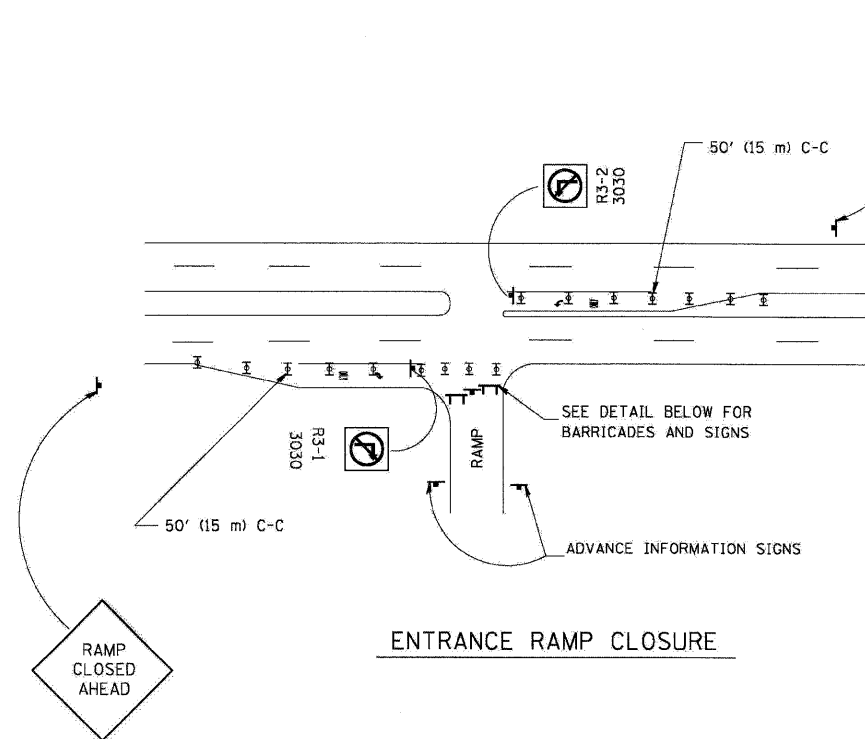 50' (15 m) C-C
R3-2
3030
SEE DETAIL BELOW FOR
BARRICADES AND SIGNS
R3-1
3030
RAMP
50' (15 m) C-C
ADVANCE INFORMATION SIGNS
ENTRANCE RAMP CLOSURE
RAMP
CLOSED
AHEAD